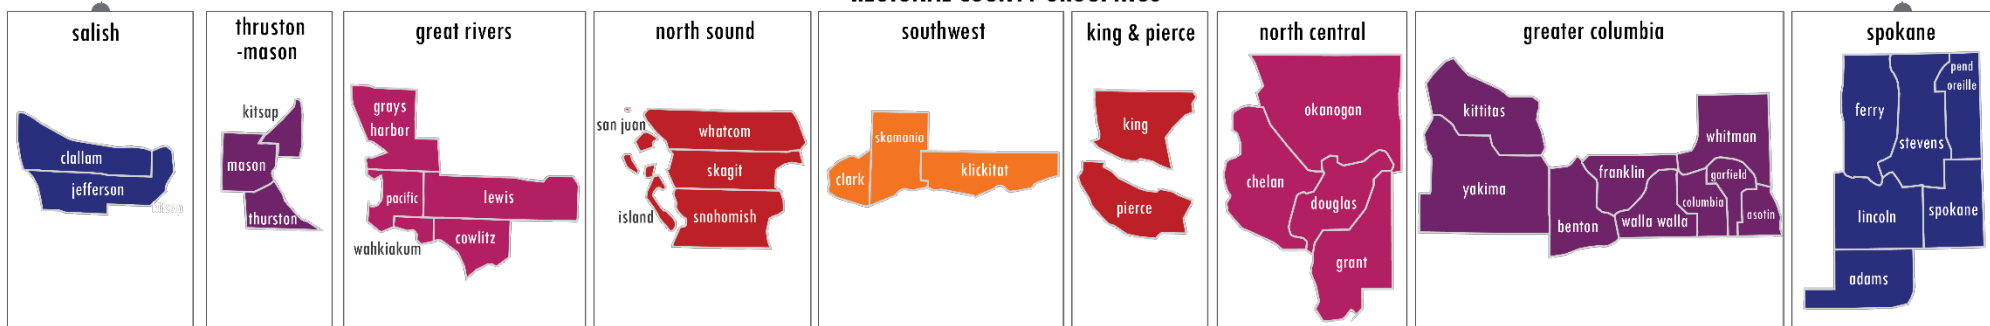 salish
clallam
jefferson
kitsap
thruston
-mason
kitsap
mason
thurston
great rivers
grays
harbor
pacific
lewis
wahkiakum
cowlitz
north sound
san juan
whatcom
skagit
island
snohomish
southwest
skamania
clark
klickitat
king & pierce
king
pierce
north central
okanogan
chelan
douglas
grant
greater columbia
kittitas
yakima
whitman
franklin
garfield
columbia
asotin
walla walla
benton
spokane
pend
oreille
ferry
stevens
lincoln
spokane
adams